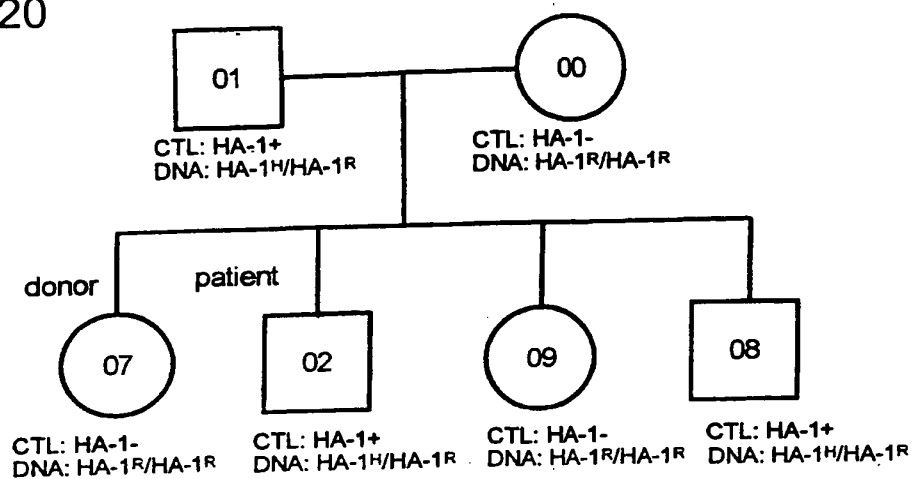 20
01
00
CTL: HA-1+
DNA: HA-1H/HA-1R
CTL: HA-1-
DNA: HA-1R/HA-1R
donor
patient
07
02
09
08
CTL: HA-1-
DNA: HA-1R/HA-1R
CTL: HA-1+
DNA: HA-1H/HA-1R
CTL: HA-1-
DNA: HA-1R/HA-1R
CTL: HA-1+
DNA: HA-1H/HA-1R